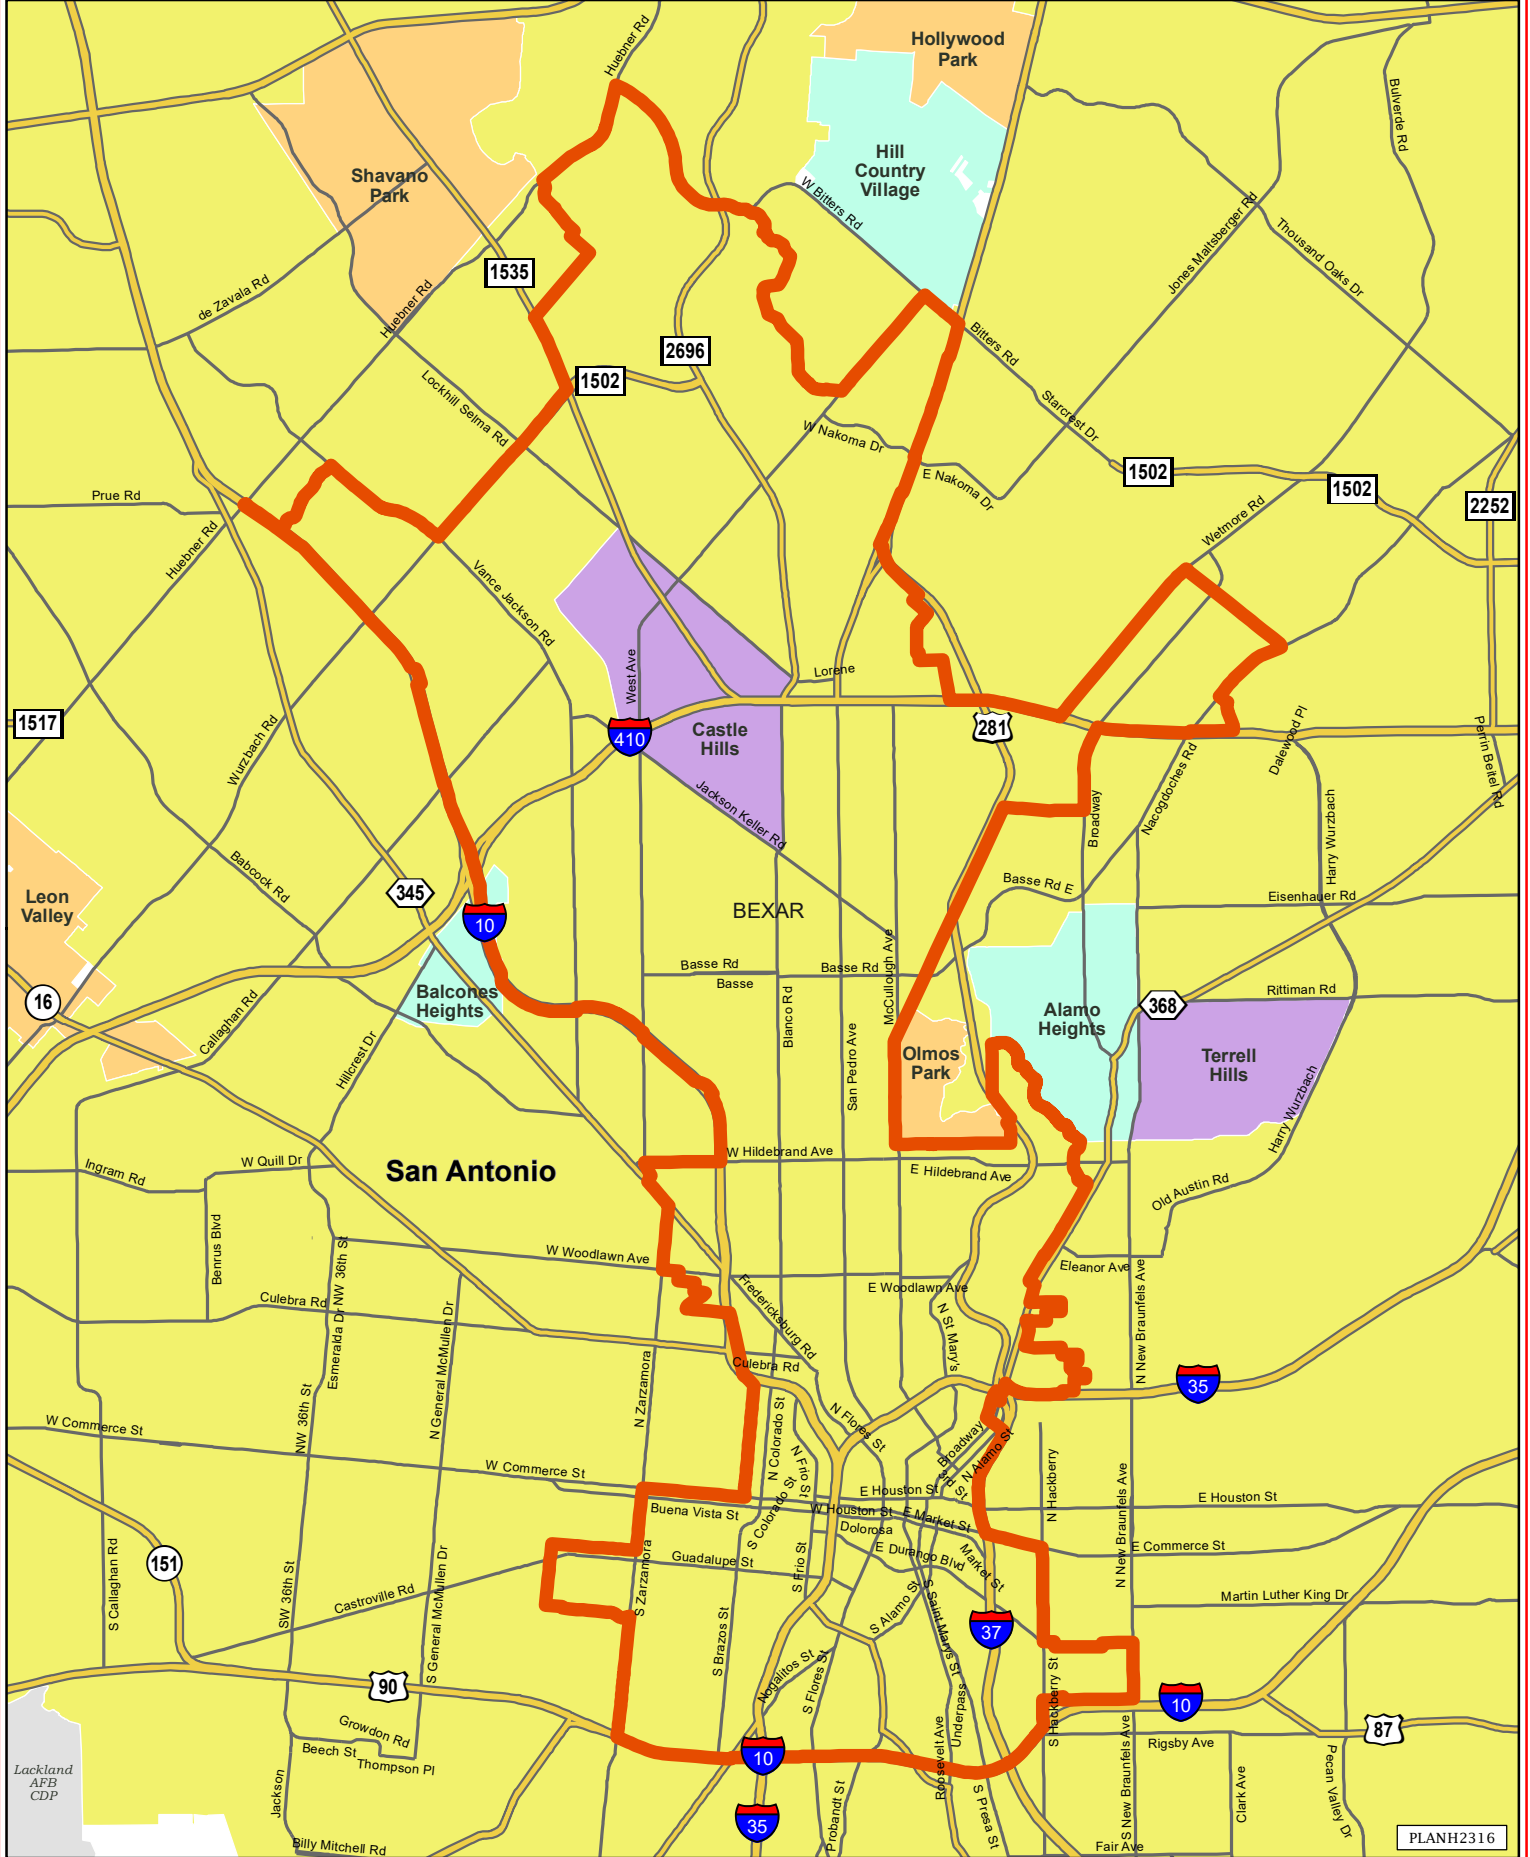 Huebner Rd
Hollywood
Park
Bulverde Rd
Hill
Country
Village
Shavano
Park
W Bitters Rd
Jones Maltsberger Rd
Thousand Oaks Dr
1535
de Zavala Rd
Huebner Rd
2696
Bitters Rd
1502
Lockhill Selma Rd
Starcrest Dr
W Nakoma Dr
E Nakoma Dr
1502
1502
2252
Prue Rd
Wetmore Rd
Huebner Rd
Vance Jackson Rd
West Ave
Lorene
1517
Wurzbach Rd
410
Castle
Hills
281
Dalewood Pl
Perrin Beitel Rd
Jackson Keller Rd
Broadway
Nacogdoches Rd
Harry Wurzbach
Babcock Rd
345
Basse Rd E
Eisenhauer Rd
Leon
Valley
10
BEXAR
McCullough Ave
Basse Rd
Basse
Basse Rd
16
Balcones
Heights
Callaghan Rd
Hillcrest Dr
Blanco Rd
San Pedro Ave
Alamo
Heights
368
Rittiman Rd
Olmos
Park
Terrell
Hills
Harry Wurzbach
W Hildebrand Ave
E Hildebrand Ave
Ingram Rd
W Quill Dr
San Antonio
Old Austin Rd
Benrus Blvd
NW 36th St
W Woodlawn Ave
E Woodlawn Ave
Eleanor Ave
N New Braunfels Ave
Culebra Rd
Esmeralda Dr
N General McMullen Dr
Fredericksburg Rd
N St Mary's
Culebra Rd
N Zarzamora
35
NW 36th St
N Colorado St
N Flores St
W Commerce St
N Frio St
Broadway
3rd St
N Alamo St
N Hackberry
N New Braunfels Ave
W Commerce St
E Houston St
E Houston St
Buena Vista St
S Colorado St
W Houston St
E Market St
Dolorosa
E Durango Blvd
Market St
E Commerce St
151
S Callaghan Rd
Guadalupe St
S Zarzamora
S Frio St
SW 36th St
S General McMullen Dr
Castroville Rd
S Alamo St
S Saint Marys St
Martin Luther King Dr
37
S Brazos St
90
Nogalitos St
S Flores St
Underpass
S Hackberry St
10
87
Growdon Rd
Beech St
Thompson Pl
10
Roosevelt Ave
S New Braunfels Ave
Rigsby Ave
Lackland
AFB
CDP
Jackson
Probandt St
S Presa St
Clark Ave
Pecan Valley Dr
35
Billy Mitchell Rd
Fair Ave
PLANH2316